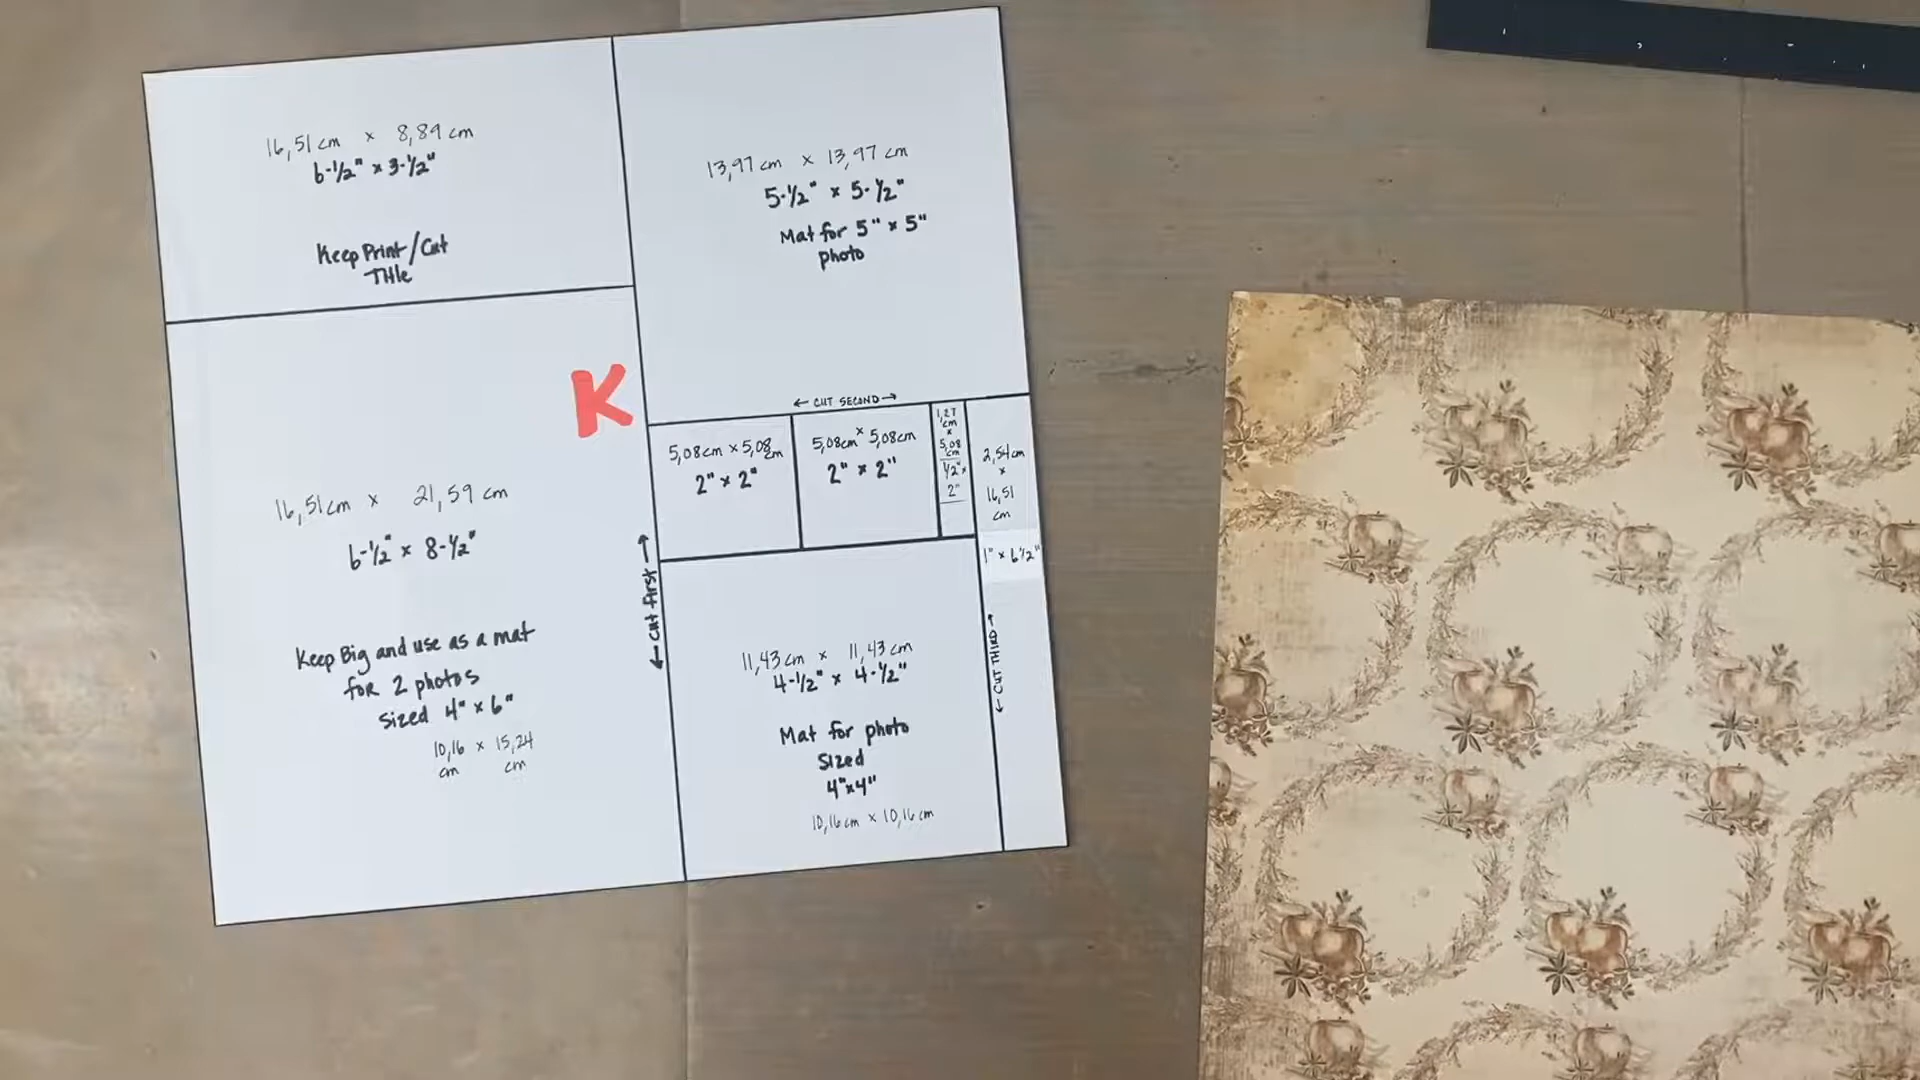 16,51 cm x 8,89 cm
6-1/2" x 3-1/2"
Keep Print/Cut
Title
13,97 cm x 13,97 cm
5-1/2" x 5-1/2"
Mat for 5" x 5"
photo
K
← CUT SECOND →
5,08cm x 5,08
cm
2" x 2"
5,08cm x 5,08cm
2" x 2"
1,27
cm
x
5,08
cm
1/2" x
2"
2,54cm
x
16,51
cm
1" x 6 1/2"
16,51 cm x 21,59 cm
6-1/2" x 8-1/2"
Keep Big and use as a mat
for 2 photos
sized 4" x 6"
10,16 x 15,24
cm cm
← Cut First →
11,43 cm x 11,43 cm
4-1/2" x 4-1/2"
Mat for photo
Sized
4"x4"
10,16 cm x 10,16 cm
← CUT THIRD →